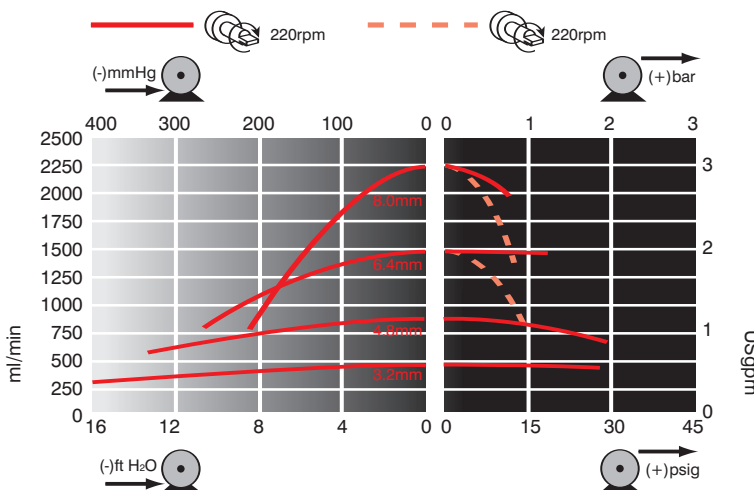 220rpm 220rpm
(-)mmHg (+)bar
400 300 200 100 0 0 1 2 3
2500
2250 3
2000
1750
1500 2
1250
1000
750 1
500
250
0 0
8.0mm
6.4mm
4.8mm
3.2mm
ml/min
USgpm
16 12 8 4 0 0 15 30 45
(-)ft H₂O (+)psig